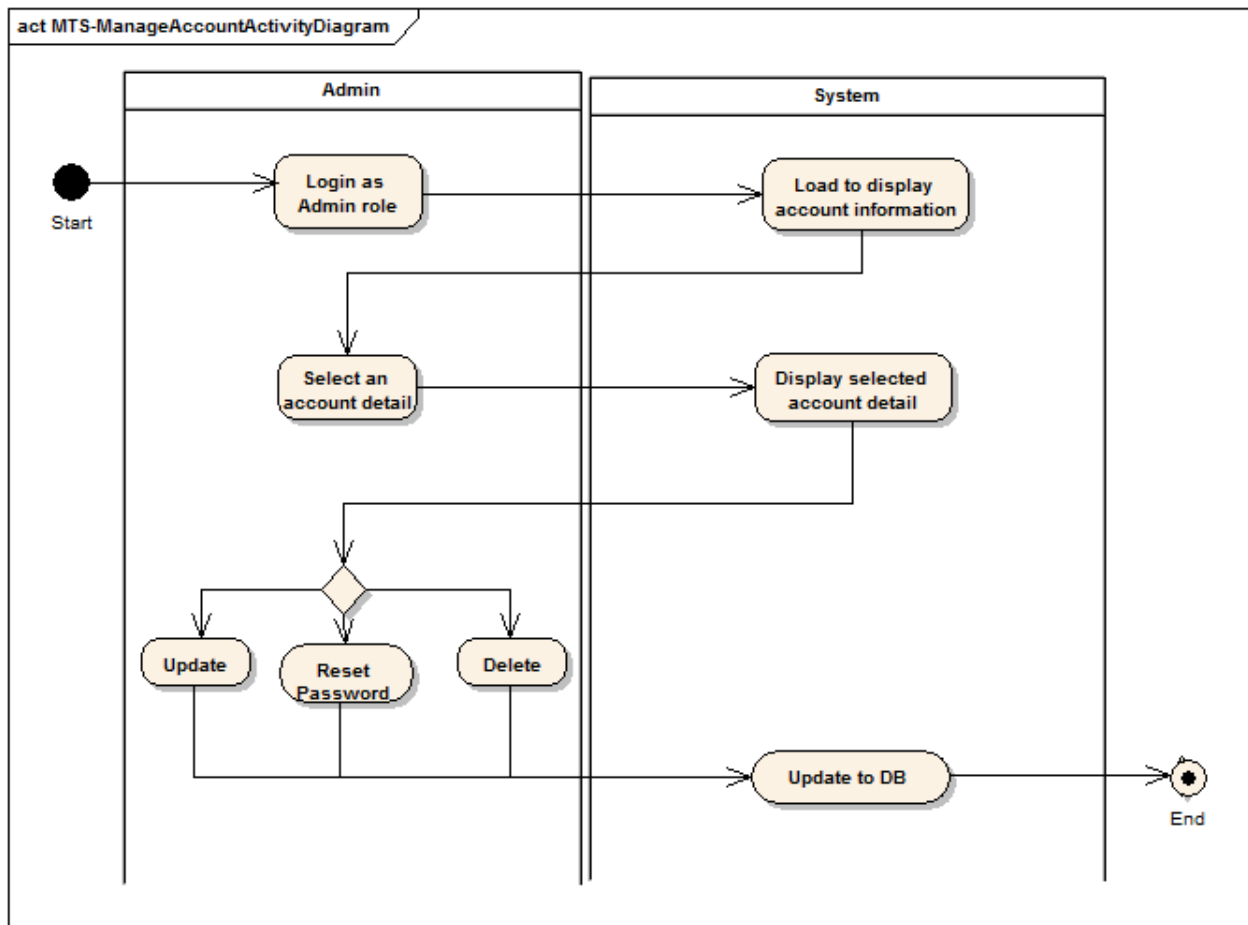 act MTS-ManageAccountActivityDiagram
Admin
System
Start
Login as
Admin role
Load to display
account information
Select an
account detail
Display selected
account detail
Update
Reset
Password
Delete
Update to DB
End